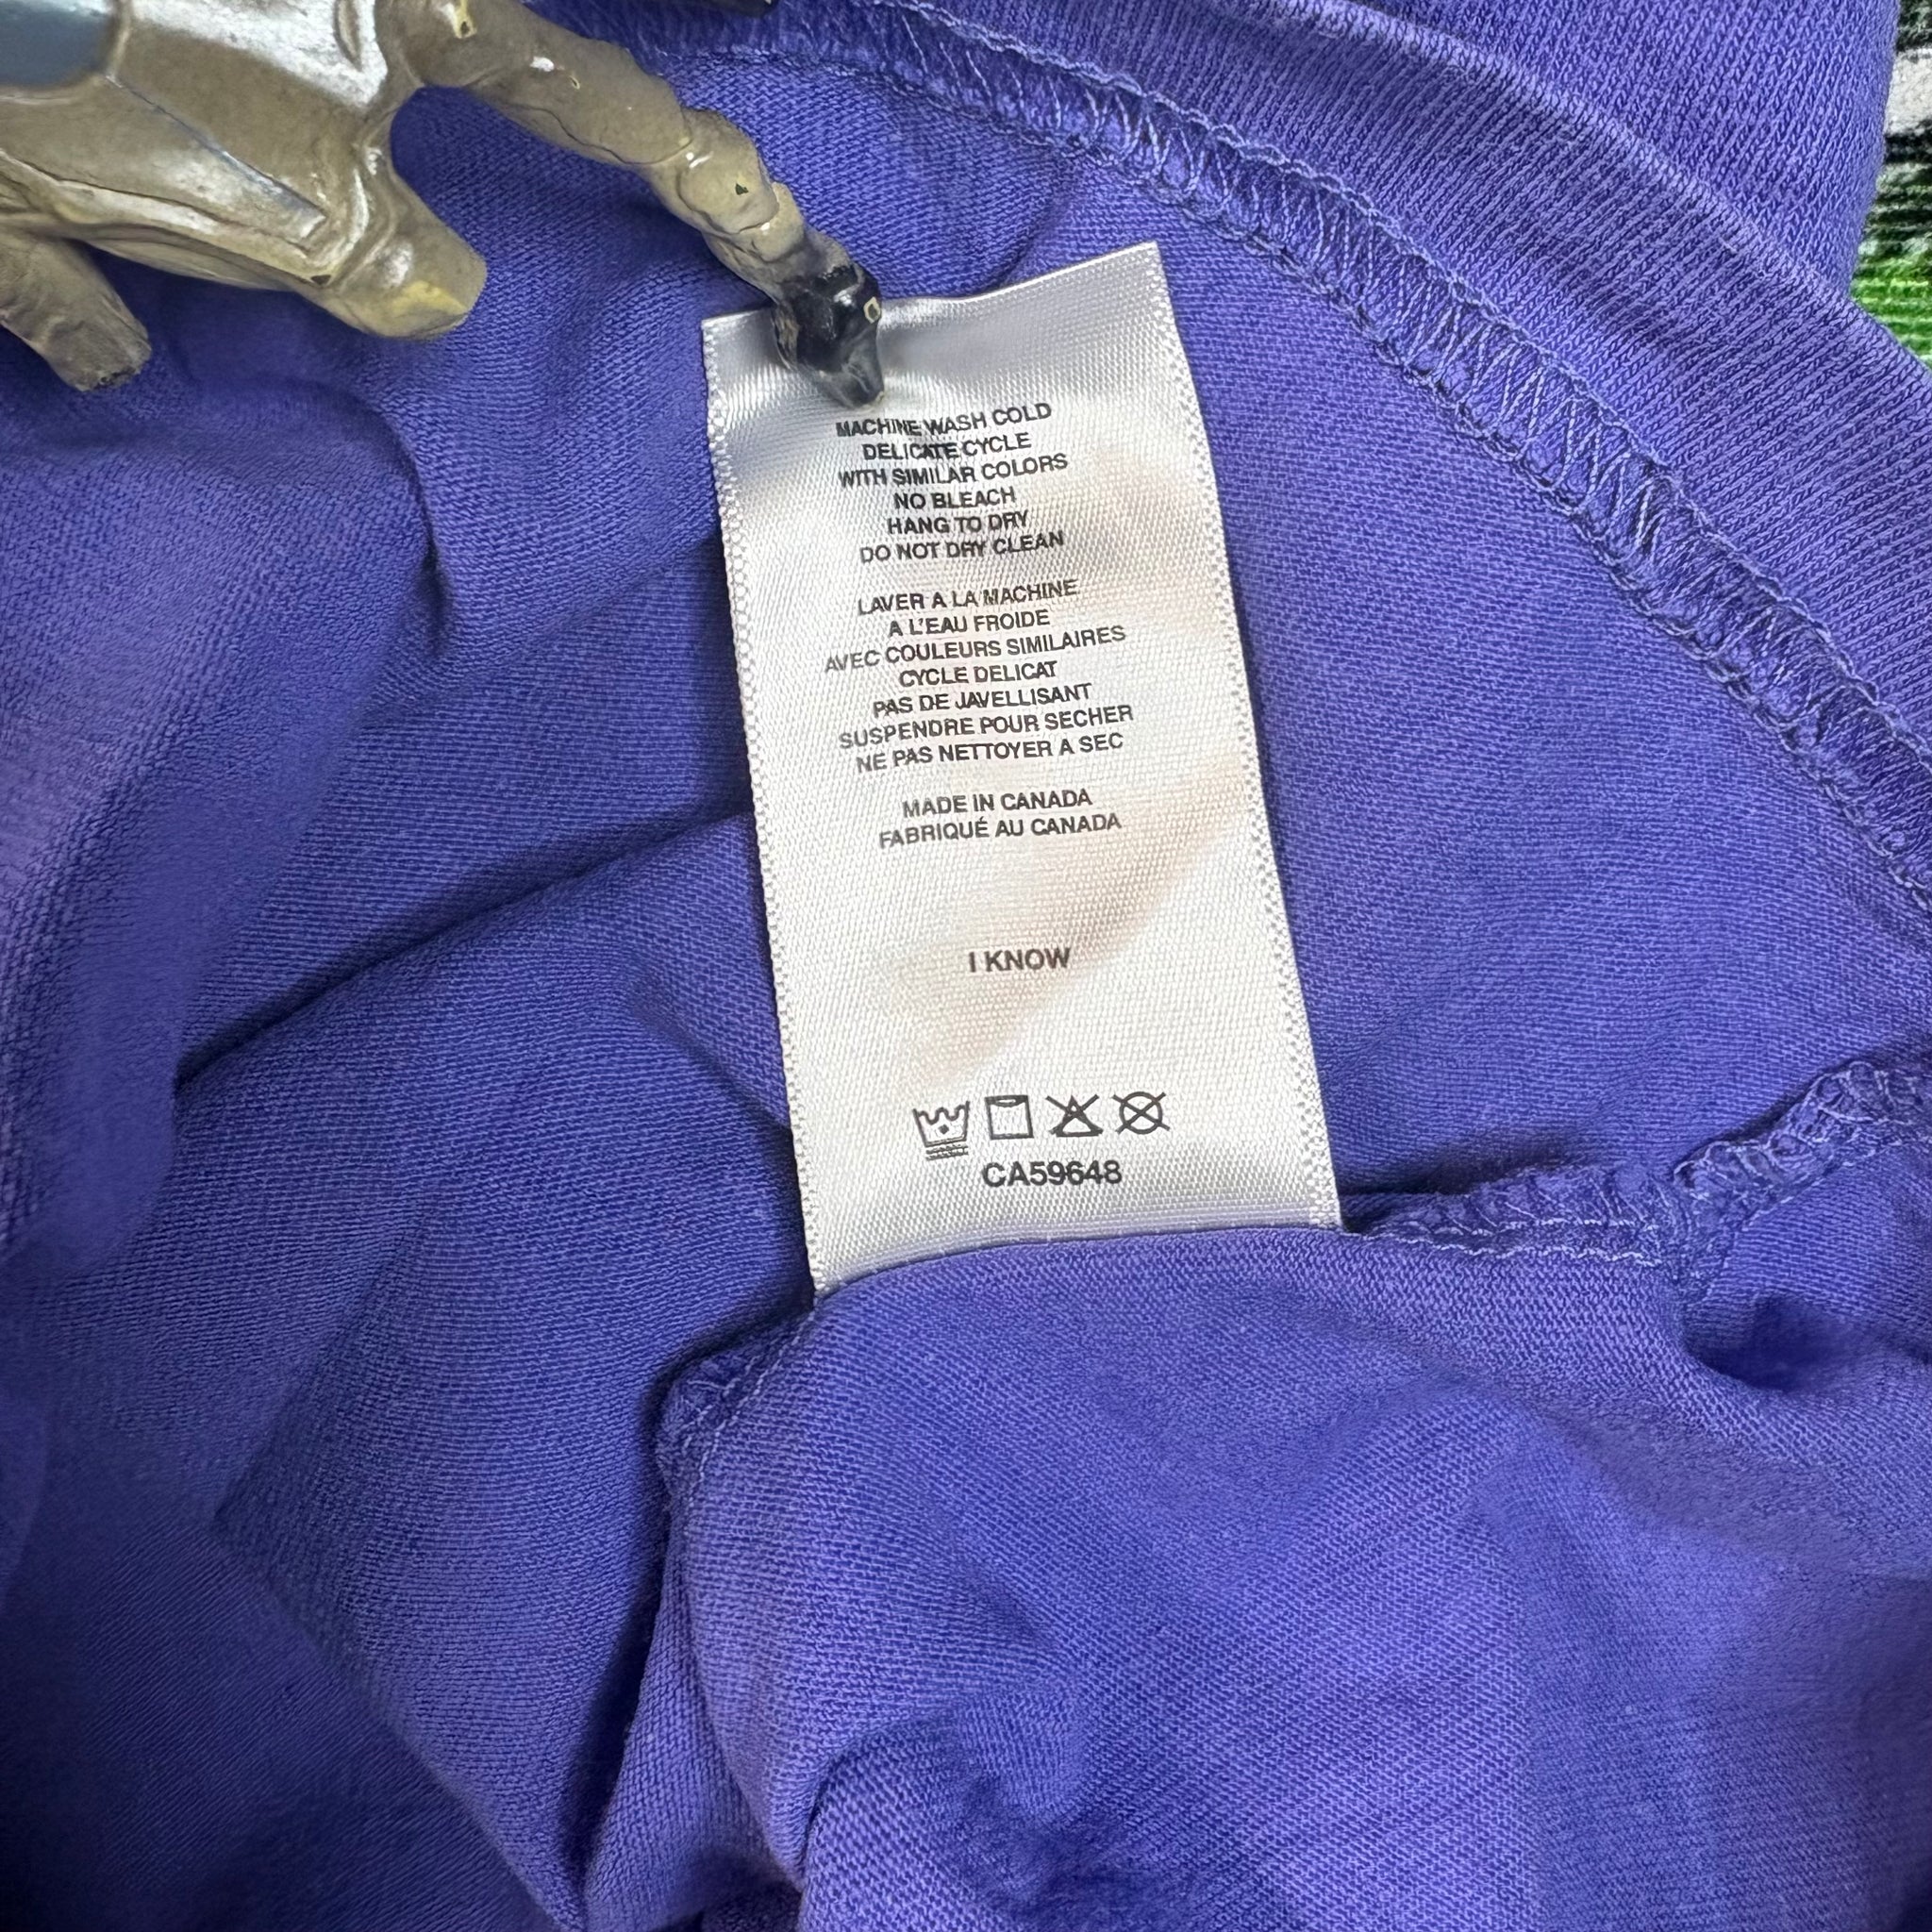 MACHINE WASH COLD
DELICATE CYCLE
WITH SIMILAR COLORS
NO BLEACH
HANG TO DRY
DO NOT DRY CLEAN
LAVER A LA MACHINE
A L'EAU FROIDE
AVEC COULEURS SIMILAIRES
CYCLE DELICAT
PAS DE JAVELLISANT
SUSPENDRE POUR SECHER
NE PAS NETTOYER A SEC
MADE IN CANADA
FABRIQUÉ AU CANADA
I KNOW
CA59648